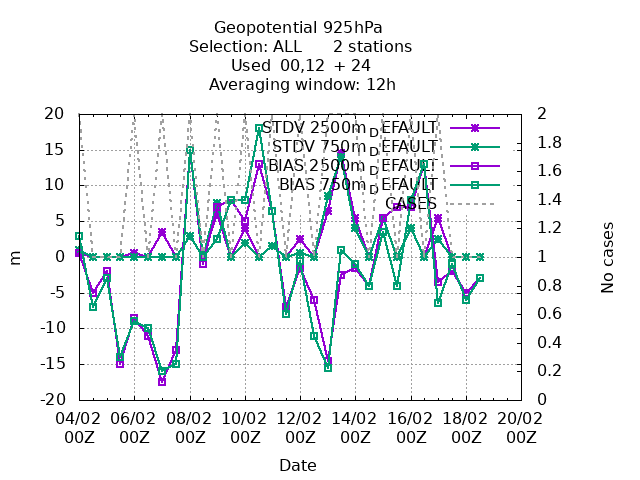 Geopotential 925hPa
Selection: ALL      2 stations
Used  00,12  + 24
Averaging window: 12h
20
15
10
5
0
-5
-10
-15
-20
m
2
1.8
1.6
1.4
1.2
1
0.8
0.6
0.4
0.2
0
No cases
STDV 2500m_DEFAULT
STDV 750m_DEFAULT
BIAS 2500m_DEFAULT
BIAS 750m_DEFAULT
CASES
04/02 06/02 08/02 10/02 12/02 14/02 16/02 18/02 20/02
00Z 00Z 00Z 00Z 00Z 00Z 00Z 00Z 00Z
Date